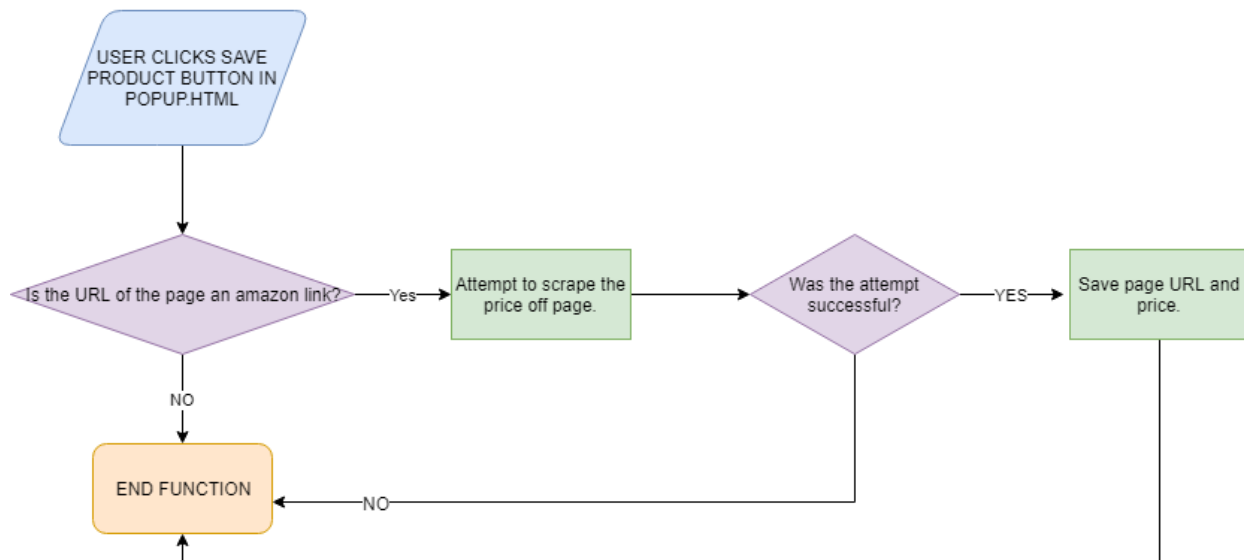 USER CLICKS SAVE
PRODUCT BUTTON IN
POPUP.HTML
Is the URL of the page an amazon link?
Yes
Attempt to scrape the
price off page.
Was the attempt
successful?
YES
Save page URL and
price.
NO
END FUNCTION
NO